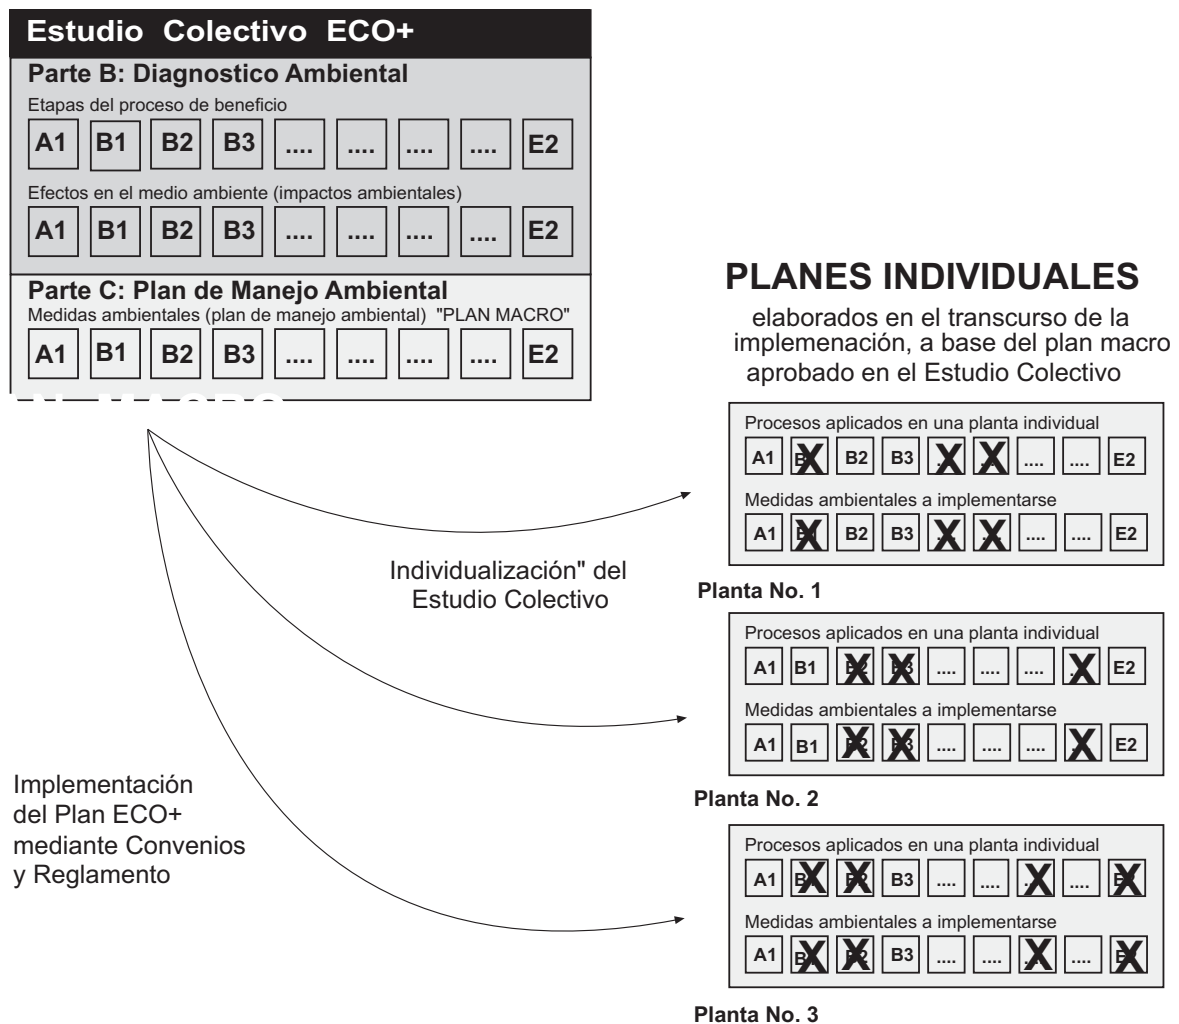 Estudio Colectivo ECO+
Parte B: Diagnostico Ambiental
Etapas del proceso de beneficio
A1 B1 B2 B3 .... .... .... .... E2
Efectos en el medio ambiente (impactos ambientales)
A1 B1 B2 B3 .... .... .... .... E2
Parte C: Plan de Manejo Ambiental
Medidas ambientales (plan de manejo ambiental) "PLAN MACRO"
A1 B1 B2 B3 .... .... .... .... E2
PLANES INDIVIDUALES
elaborados en el transcurso de la
implemenación, a base del plan macro
aprobado en el Estudio Colectivo
Procesos aplicados en una planta individual
A1 X B2 B3 X X .... .... E2
Medidas ambientales a implementarse
A1 X B2 B3 X X .... .... E2
Planta No. 1
Individualización" del
Estudio Colectivo
Procesos aplicados en una planta individual
A1 B1 X X .... .... .... X E2
Medidas ambientales a implementarse
A1 B1 X X .... .... .... X E2
Planta No. 2
Implementación
del Plan ECO+
mediante Convenios
y Reglamento
Procesos aplicados en una planta individual
A1 X X B3 .... .... X .... X
Medidas ambientales a implementarse
A1 X X B3 .... .... X .... X
Planta No. 3